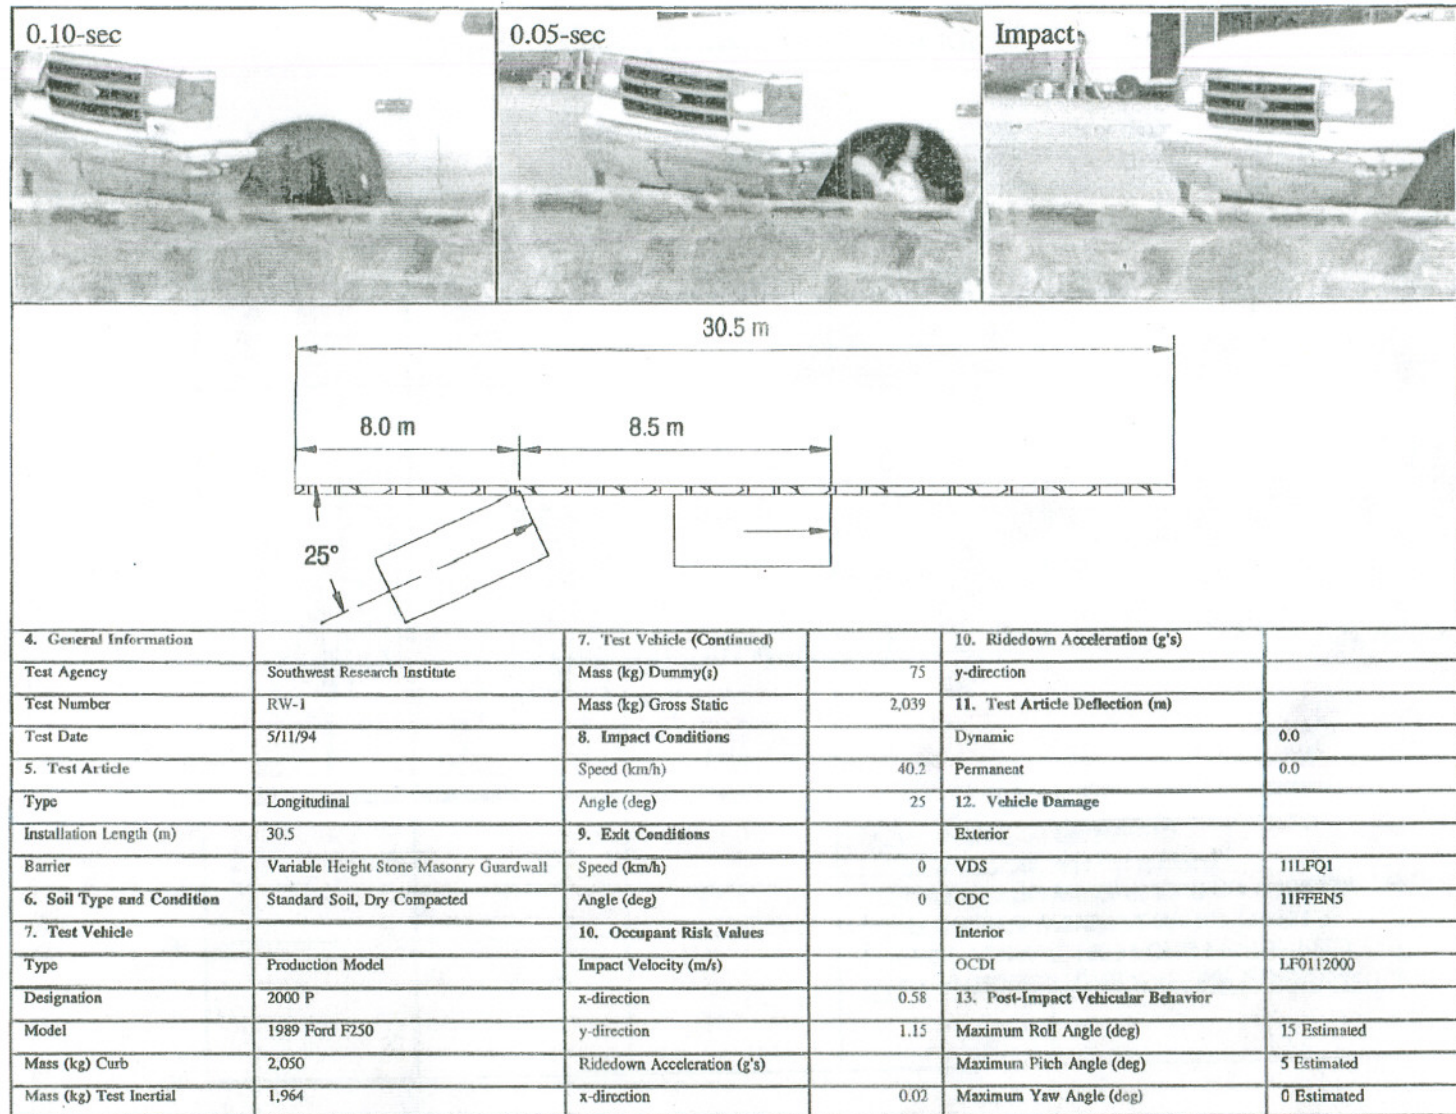 0.10-sec
0.05-sec
Impact
30.5 m
8.0 m
8.5 m
25°
4. General Information
7. Test Vehicle (Continued)
10. Ridedown Acceleration (g's)
Test Agency
Southwest Research Institute
Mass (kg) Dummy(s)
75
y-direction
Test Number
RW-1
Mass (kg) Gross Static
2,039
11. Test Article Deflection (m)
Test Date
5/11/94
8. Impact Conditions
Dynamic
0.0
5. Test Article
Speed (km/h)
40.2
Permanent
0.0
Type
Longitudinal
Angle (deg)
25
12. Vehicle Damage
Installation Length (m)
30.5
9. Exit Conditions
Exterior
Barrier
Variable Height Stone Masonry Guardwall
Speed (km/h)
0
VDS
11LFQ1
6. Soil Type and Condition
Standard Soil, Dry Compacted
Angle (deg)
0
CDC
11FFEN5
7. Test Vehicle
10. Occupant Risk Values
Interior
Type
Production Model
Impact Velocity (m/s)
OCDI
LF0112000
Designation
2000 P
x-direction
0.58
13. Post-Impact Vehicular Behavior
Model
1989 Ford F250
y-direction
1.15
Maximum Roll Angle (deg)
15 Estimated
Mass (kg) Curb
2,050
Ridedown Acceleration (g's)
Maximum Pitch Angle (deg)
5 Estimated
Mass (kg) Test Inertial
1,964
x-direction
0.02
Maximum Yaw Angle (deg)
0 Estimated